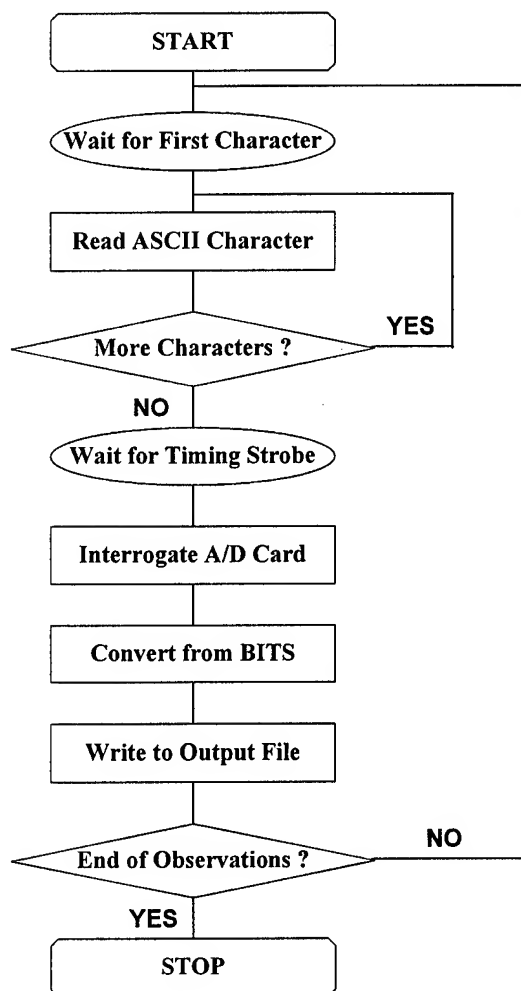 START
Wait for First Character
Read ASCII Character
YES
More Characters ?
NO
Wait for Timing Strobe
Interrogate A/D Card
Convert from BITS
Write to Output File
NO
End of Observations ?
YES
STOP